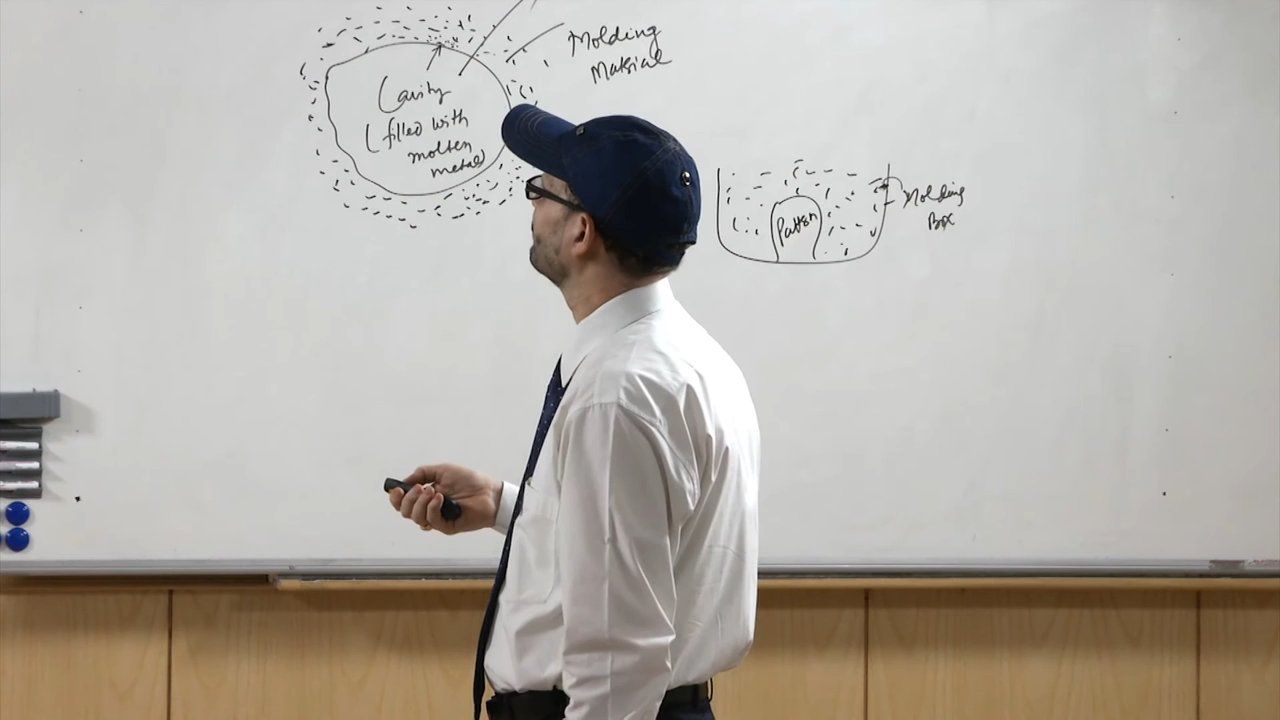 Molding
Material
Cavity
(filled with
molten
metal)
Pattern
Molding
Box